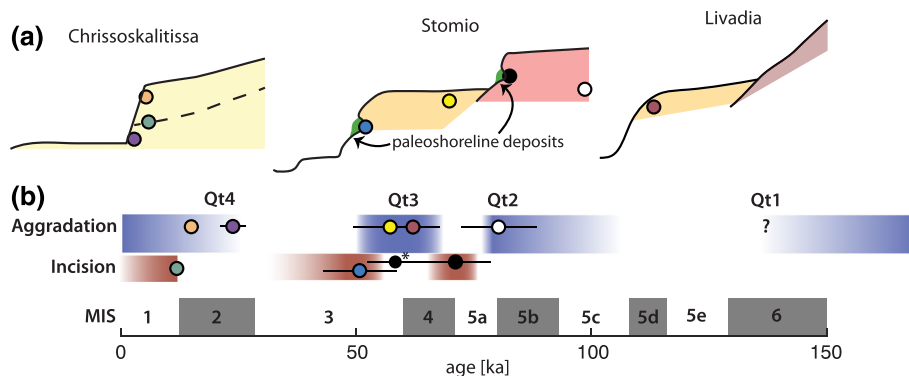 (a)
Chrissoskalitissa
Stomio
Livadia
paleoshoreline deposits
(b)
Qt4
Qt3
Qt2
Qt1
Aggradation
?
Incision
*
MIS
1
2
3
4
5a
5b
5c
5d
5e
6
0
50
100
150
age [ka]